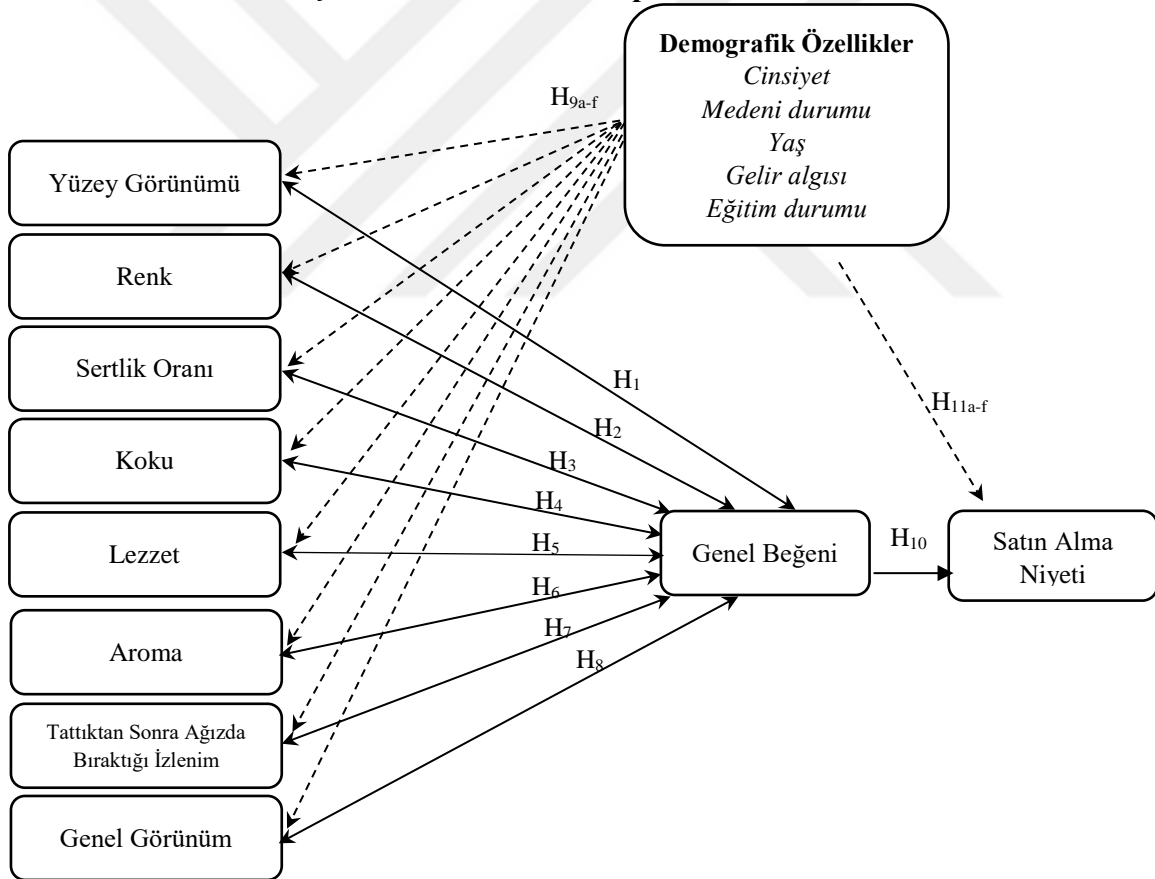 Demografik Özellikler
Cinsiyet
Medeni durumu
Yaş
Gelir algısı
Eğitim durumu
H9a-f
Yüzey Görünümü
Renk
Sertlik Oranı
Koku
Lezzet
Aroma
Tattıktan Sonra Ağızda
Bıraktığı İzlenim
Genel Görünüm
H1
H2
H3
H4
H5
H6
H7
H8
Genel Beğeni
H10
H11a-f
Satın Alma
Niyeti